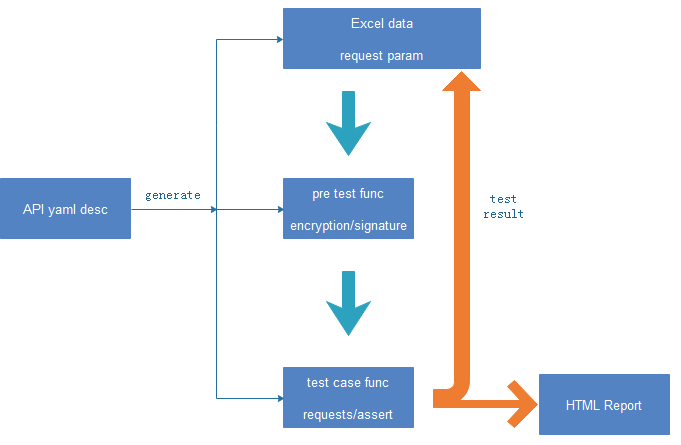 Excel data
request param
API yaml desc
generate
pre test func
encryption/signature
test
result
test case func
requests/assert
HTML Report